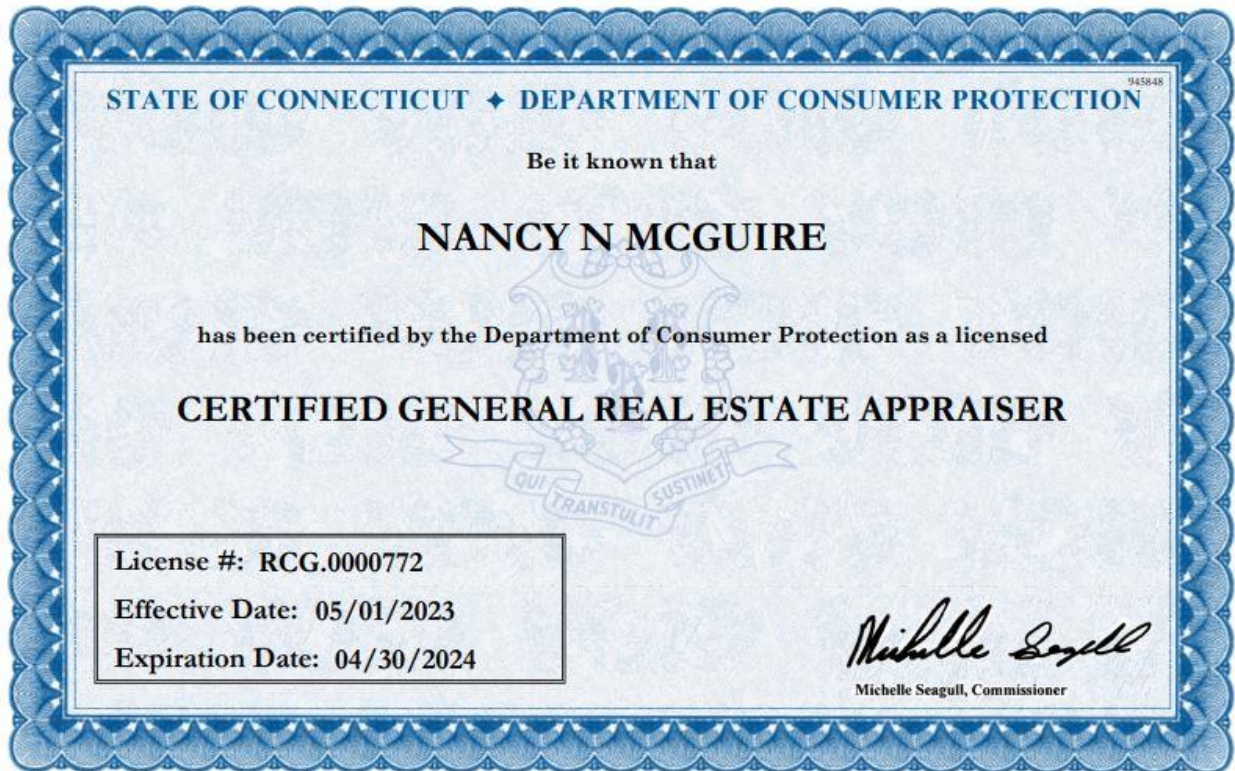 945848
STATE OF CONNECTICUT ✦ DEPARTMENT OF CONSUMER PROTECTION
Be it known that
NANCY N MCGUIRE
has been certified by the Department of Consumer Protection as a licensed
CERTIFIED GENERAL REAL ESTATE APPRAISER
QUI TRANSTULIT SUSTINET
License #: RCG.0000772
Effective Date: 05/01/2023
Expiration Date: 04/30/2024
Michelle Seagull
Michelle Seagull, Commissioner